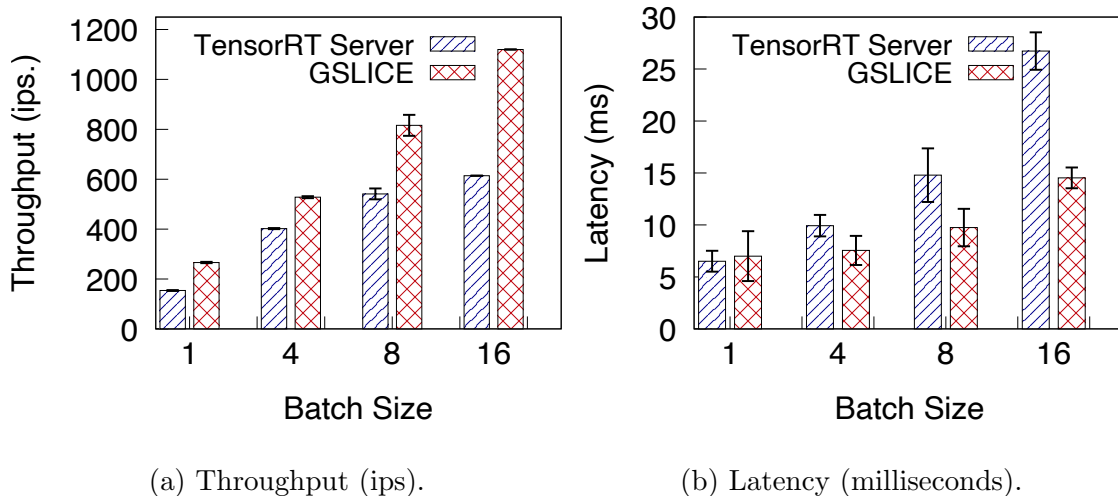 Throughput (ips.)
1200
1000
800
600
400
200
0
TensorRT Server
GSLICE
1 4 8 16
Batch Size
Latency (ms)
30
25
20
15
10
5
0
TensorRT Server
GSLICE
1 4 8 16
Batch Size
(a) Throughput (ips).
(b) Latency (milliseconds).